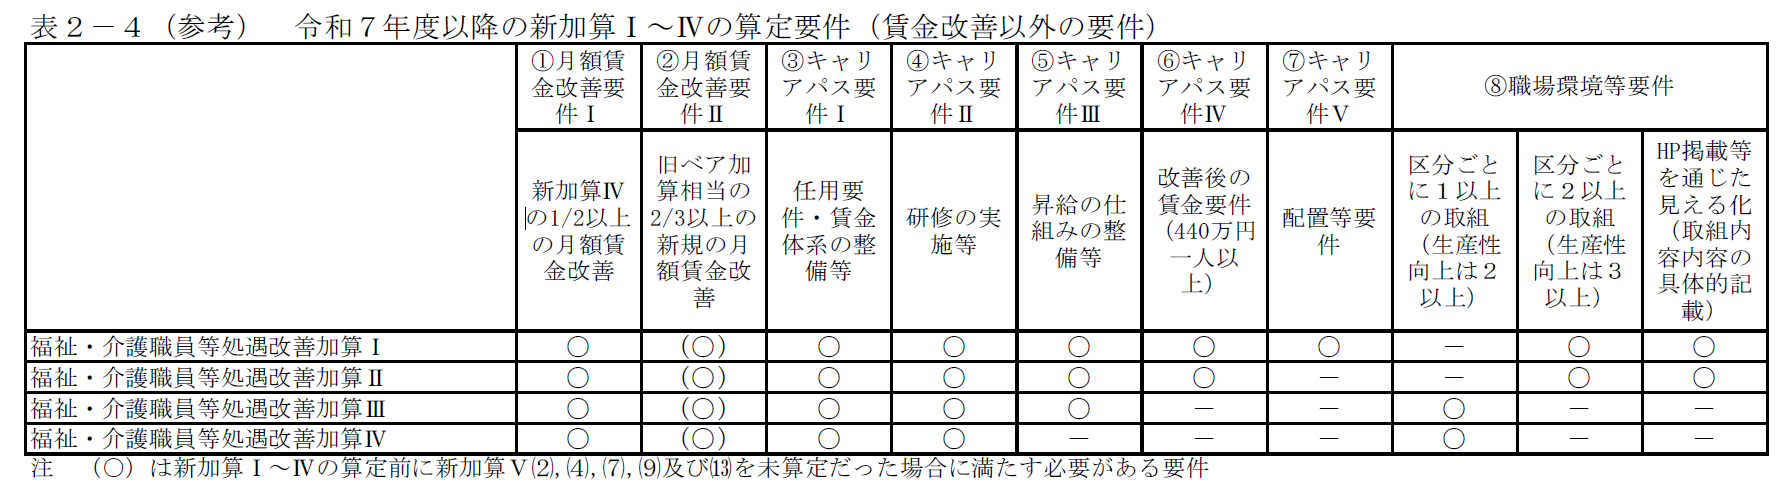 表２－４（参考）　令和７年度以降の新加算Ⅰ～Ⅳの算定要件（賃金改善以外の要件）
①月額賃
金改善要
件Ⅰ
②月額賃
金改善要
件Ⅱ
③キャリ
アパス要
件Ⅰ
④キャリ
アパス要
件Ⅱ
⑤キャリ
アパス要
件Ⅲ
⑥キャリ
アパス要
件Ⅳ
⑦キャリ
アパス要
件Ⅴ
⑧職場環境等要件
新加算Ⅳ
の1/2以上
の月額賃
金改善
旧ベア加
算相当の
2/3以上の
新規の月
額賃金改
善
任用要
件・賃金
体系の整
備等
研修の実
施等
昇給の仕
組みの整
備等
改善後の
賃金要件
（440万円
一人以
上）
配置等要
件
区分ごと
に１以上
の取組
（生産性
向上は２
以上）
区分ごと
に２以上
の取組
（生産性
向上は３
以上）
HP掲載等
を通じた
見える化
（取組内
容内容の
具体的記
載）
福祉・介護職員等処遇改善加算Ⅰ ○ （○） ○ ○ ○ ○ ○ － ○ ○
福祉・介護職員等処遇改善加算Ⅱ ○ （○） ○ ○ ○ ○ － － ○ ○
福祉・介護職員等処遇改善加算Ⅲ ○ （○） ○ ○ ○ － － ○ － －
福祉・介護職員等処遇改善加算Ⅳ ○ （○） ○ ○ － － － ○ － －
注　（○）は新加算Ⅰ～Ⅳの算定前に新加算Ⅴ⑵,⑷,⑺,⑼及び⒀を未算定だった場合に満たす必要がある要件